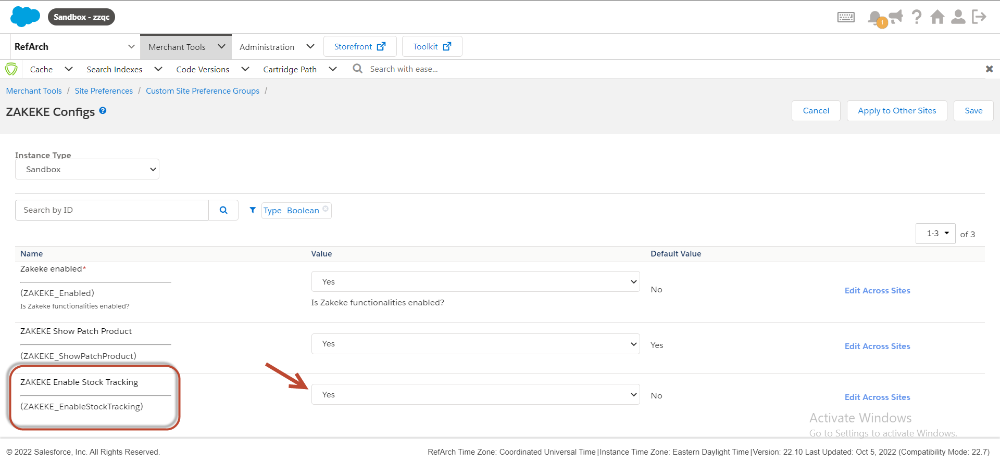 Sandbox - zzqc
1
RefArch
Merchant Tools
Administration
Storefront
Toolkit
Cache
Search Indexes
Code Versions
Cartridge Path
Search with ease...
Merchant Tools / Site Preferences / Custom Site Preference Groups /
ZAKEKE Configs
Cancel
Apply to Other Sites
Save
Instance Type
Sandbox
Search by ID
Type Boolean
1-3 of 3
Name Value Default Value
Zakeke enabled*
(ZAKEKE_Enabled)
Is Zakeke functionalities enabled?
Yes
Is Zakeke functionalities enabled?
No
Edit Across Sites
ZAKEKE Show Patch Product
(ZAKEKE_ShowPatchProduct)
Yes
Yes
Edit Across Sites
ZAKEKE Enable Stock Tracking
(ZAKEKE_EnableStockTracking)
Yes
No
Edit Across Sites
Activate Windows
Go to Settings to activate Windows.
© 2022 Salesforce, Inc. All Rights Reserved.
RefArch Time Zone: Coordinated Universal Time|Instance Time Zone: Eastern Daylight Time|Version: 22.10 Last Updated: Oct 5, 2022 (Compatibility Mode: 22.7)